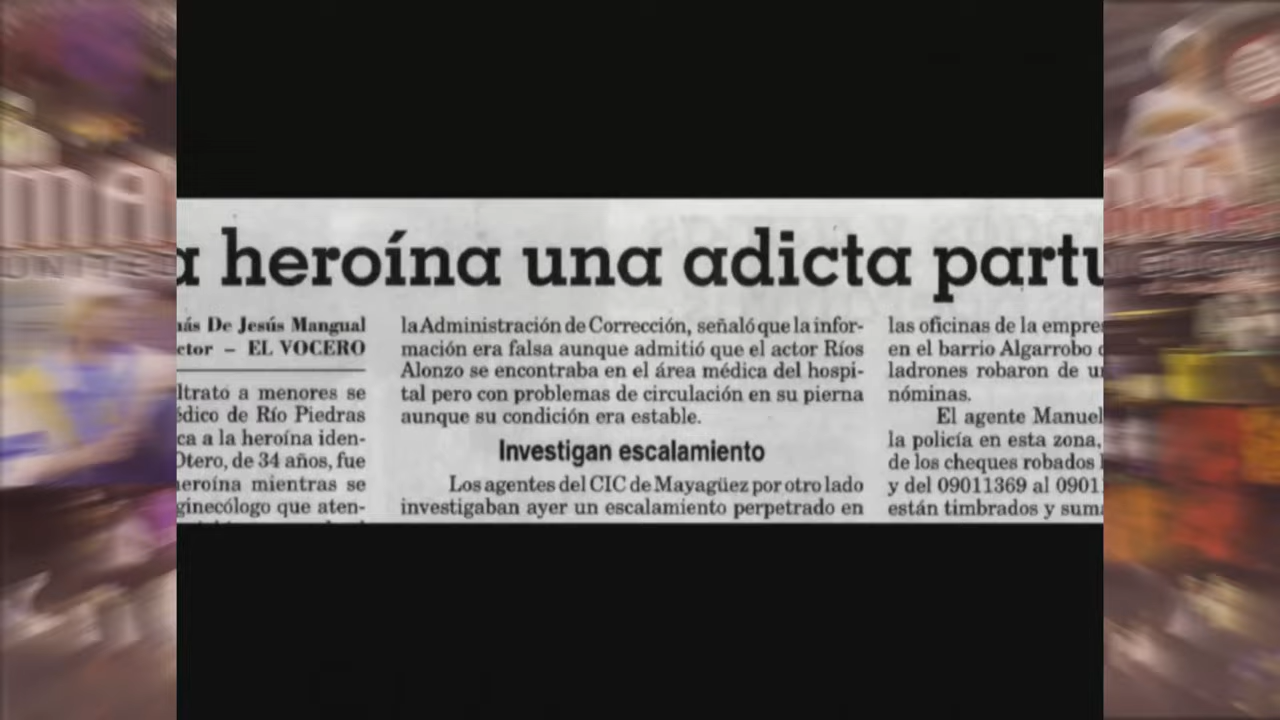 a heroína una adicta partu
ás De Jesús Mangual
ctor – EL VOCERO
ltrato a menores se
dico de Río Piedras
ca a la heroína iden-
Otero, de 34 años, fue
eroína mientras se
ginecólogo que aten-
la Administración de Corrección, señaló que la infor-
mación era falsa aunque admitió que el actor Ríos
Alonzo se encontraba en el área médica del hospi-
tal pero con problemas de circulación en su pierna
aunque su condición era estable.
Investigan escalamiento
Los agentes del CIC de Mayagüez por otro lado
investigaban ayer un escalamiento perpetrado en
las oficinas de la empre
en el barrio Algarrobo
ladrones robaron de u
nóminas.
El agente Manuel
la policía en esta zona,
de los cheques robados
y del 09011369 al 0901
están timbrados y sum